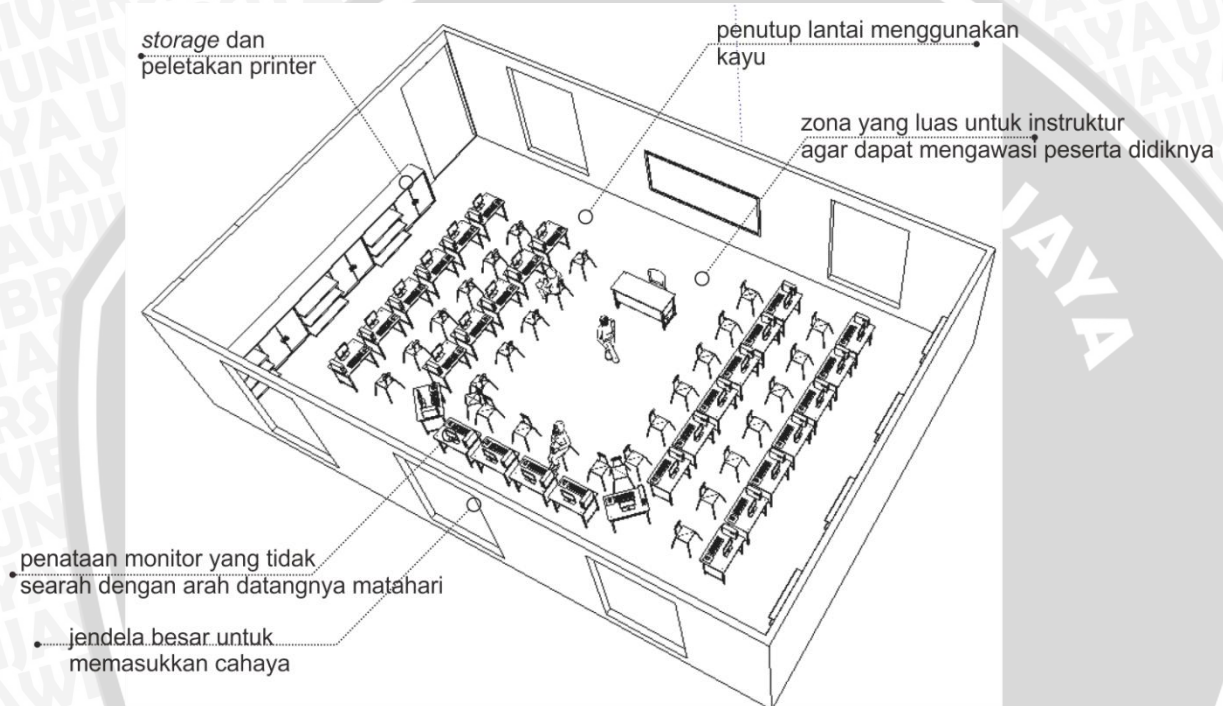 storage dan
peletakan printer
penutup lantai menggunakan
kayu
zona yang luas untuk instruktur
agar dapat mengawasi peserta didiknya
penataan monitor yang tidak
searah dengan arah datangnya matahari
jendela besar untuk
memasukkan cahaya